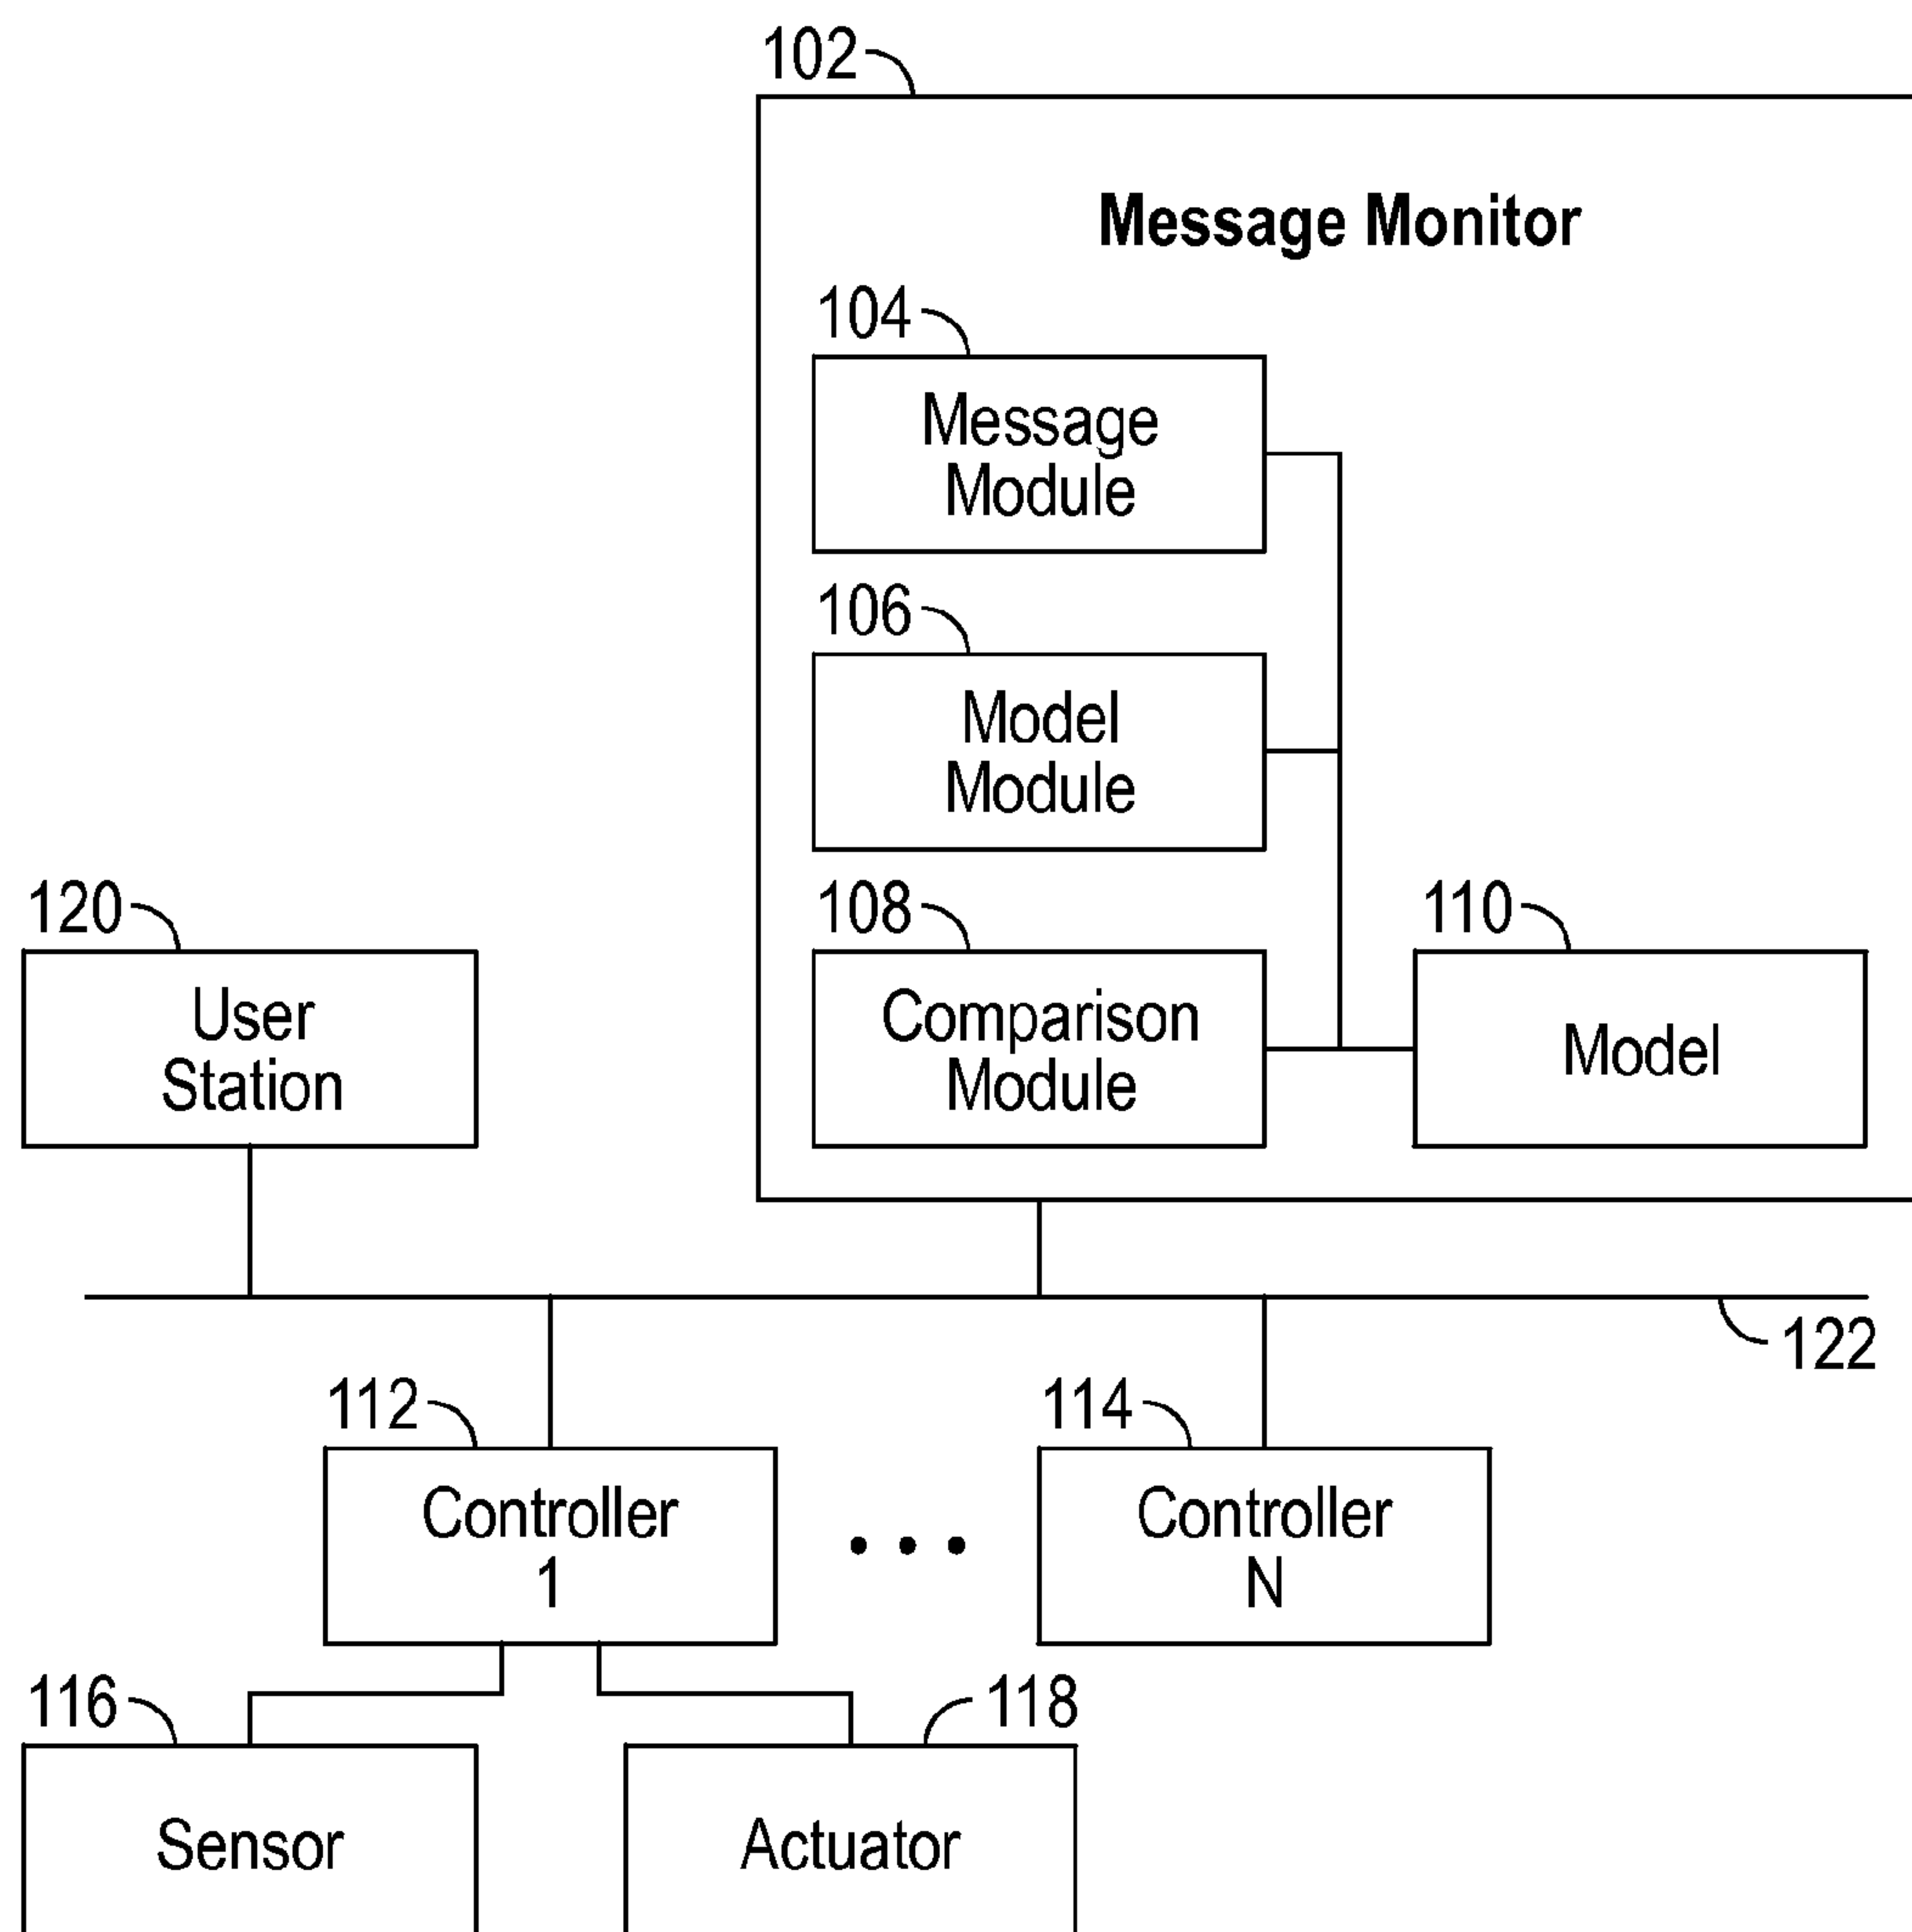 102
Message Monitor
104
Message
Module
106
Model
Module
120
108
110
User
Station
Comparison
Module
Model
122
112
114
Controller
1
Controller
N
116
118
Sensor
Actuator